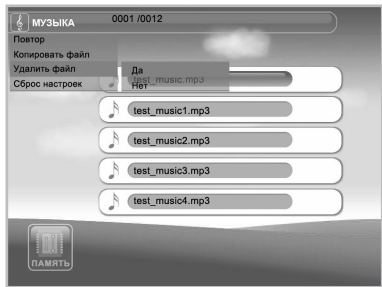 МУЗЫКА 0001 /0012
Повтор
Копировать файл
Удалить файл
Сброс настроек
Да
Нет
test_music.mp3
test_music1.mp3
test_music2.mp3
test_music3.mp3
test_music4.mp3
ПАМЯТЬ